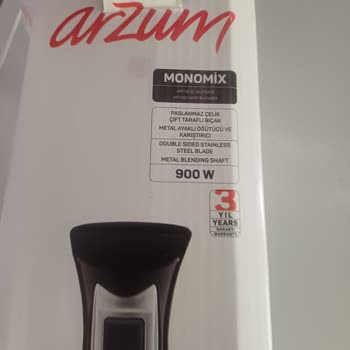 arzum
MONOMİX
PASLANMAZ ÇELİK
ÇİFT TARAFLI BIÇAK
METAL AYAKLI ÖĞÜTÜCÜ VE
KARIŞTIRICI
DOUBLE SIDED STAINLESS
STEEL BLADE
METAL BLENDING SHAFT
900 W
3
YIL
YEARS
GARANTİ
WARRANTY